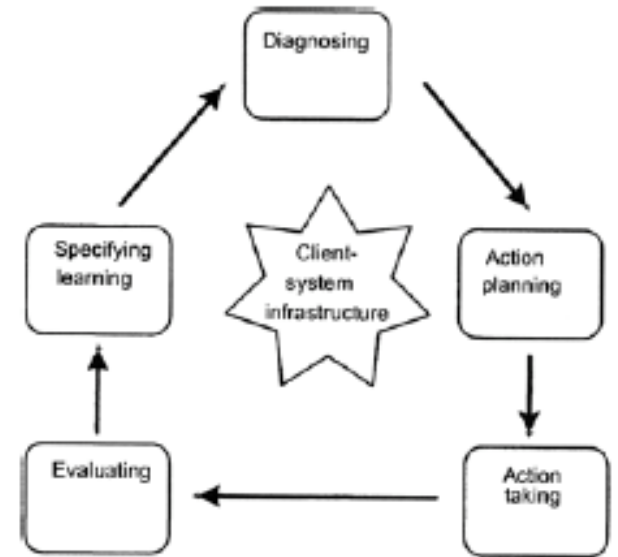 Diagnosing
Specifying
learning
Client-
system
infrastructure
Action
planning
Evaluating
Action
taking